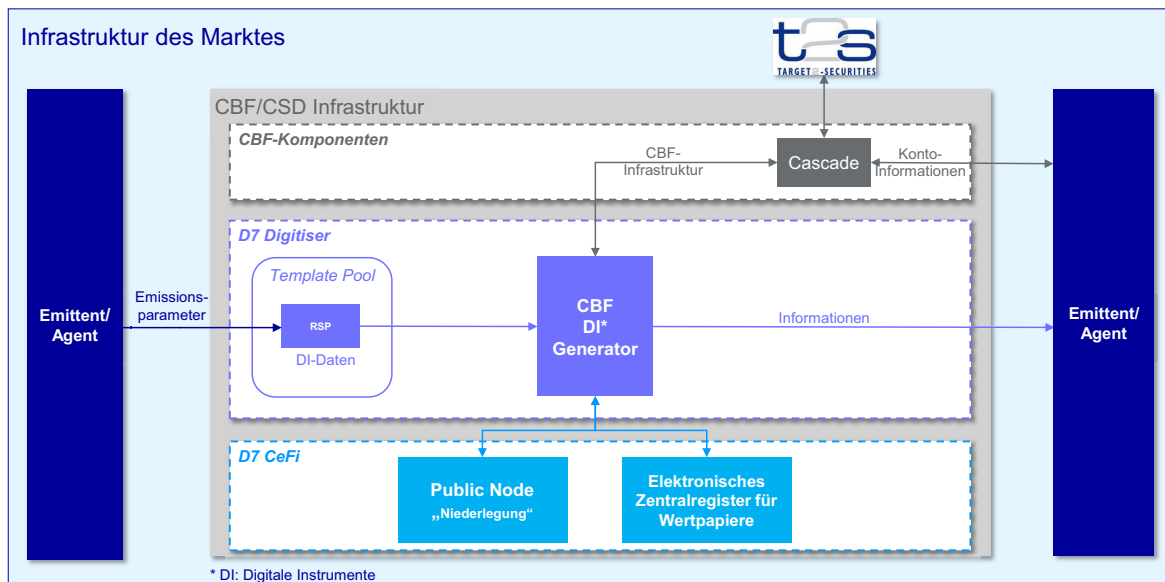 Infrastruktur des Marktes
t2s
TARGET2-SECURITIES
CBF/CSD Infrastruktur
CBF-Komponenten
CBF-
Infrastruktur
Cascade
Konto-
Informationen
D7 Digitiser
Template Pool
Emittent/
Agent
Emissions-
parameter
RSP
DI-Daten
CBF
DI*
Generator
Informationen
Emittent/
Agent
D7 CeFi
Public Node
„Niederlegung“
Elektronisches
Zentralregister für
Wertpapiere
* DI: Digitale Instrumente